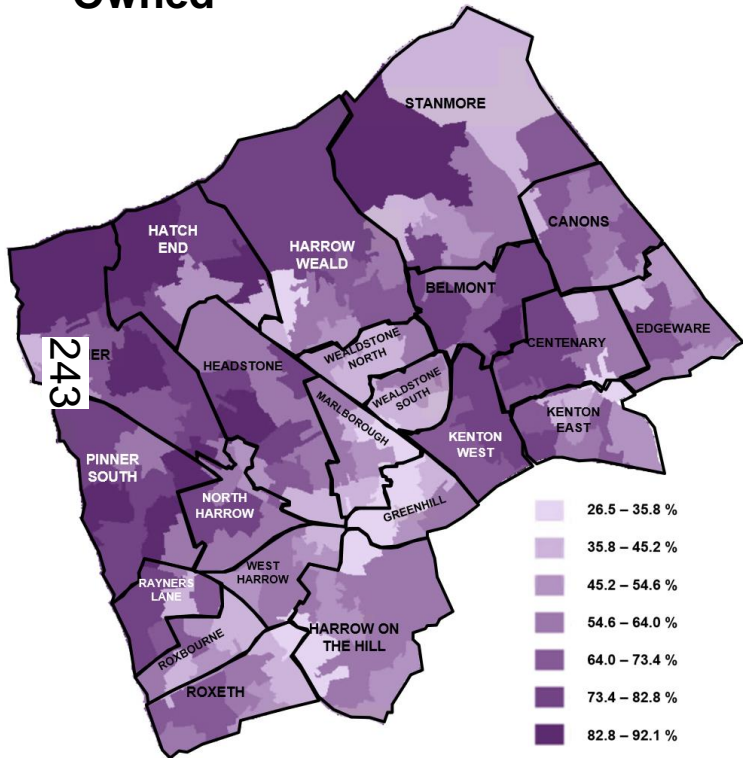 Owned
STANMORE
CANONS
HATCH
END
HARROW
WEALD
BELMONT
EDGEWARE
CENTENARY
ER
243
HEADSTONE
WEALDSTONE
NORTH
WEALDSTONE
SOUTH
MARLBOROUGH
KENTON
EAST
KENTON
WEST
PINNER
SOUTH
NORTH
HARROW
GREENHILL
WEST
HARROW
RAYNERS
LANE
ROXBOURNE
HARROW ON
THE HILL
ROXETH
26.5 – 35.8 %
35.8 – 45.2 %
45.2 – 54.6 %
54.6 – 64.0 %
64.0 – 73.4 %
73.4 – 82.8 %
82.8 – 92.1 %